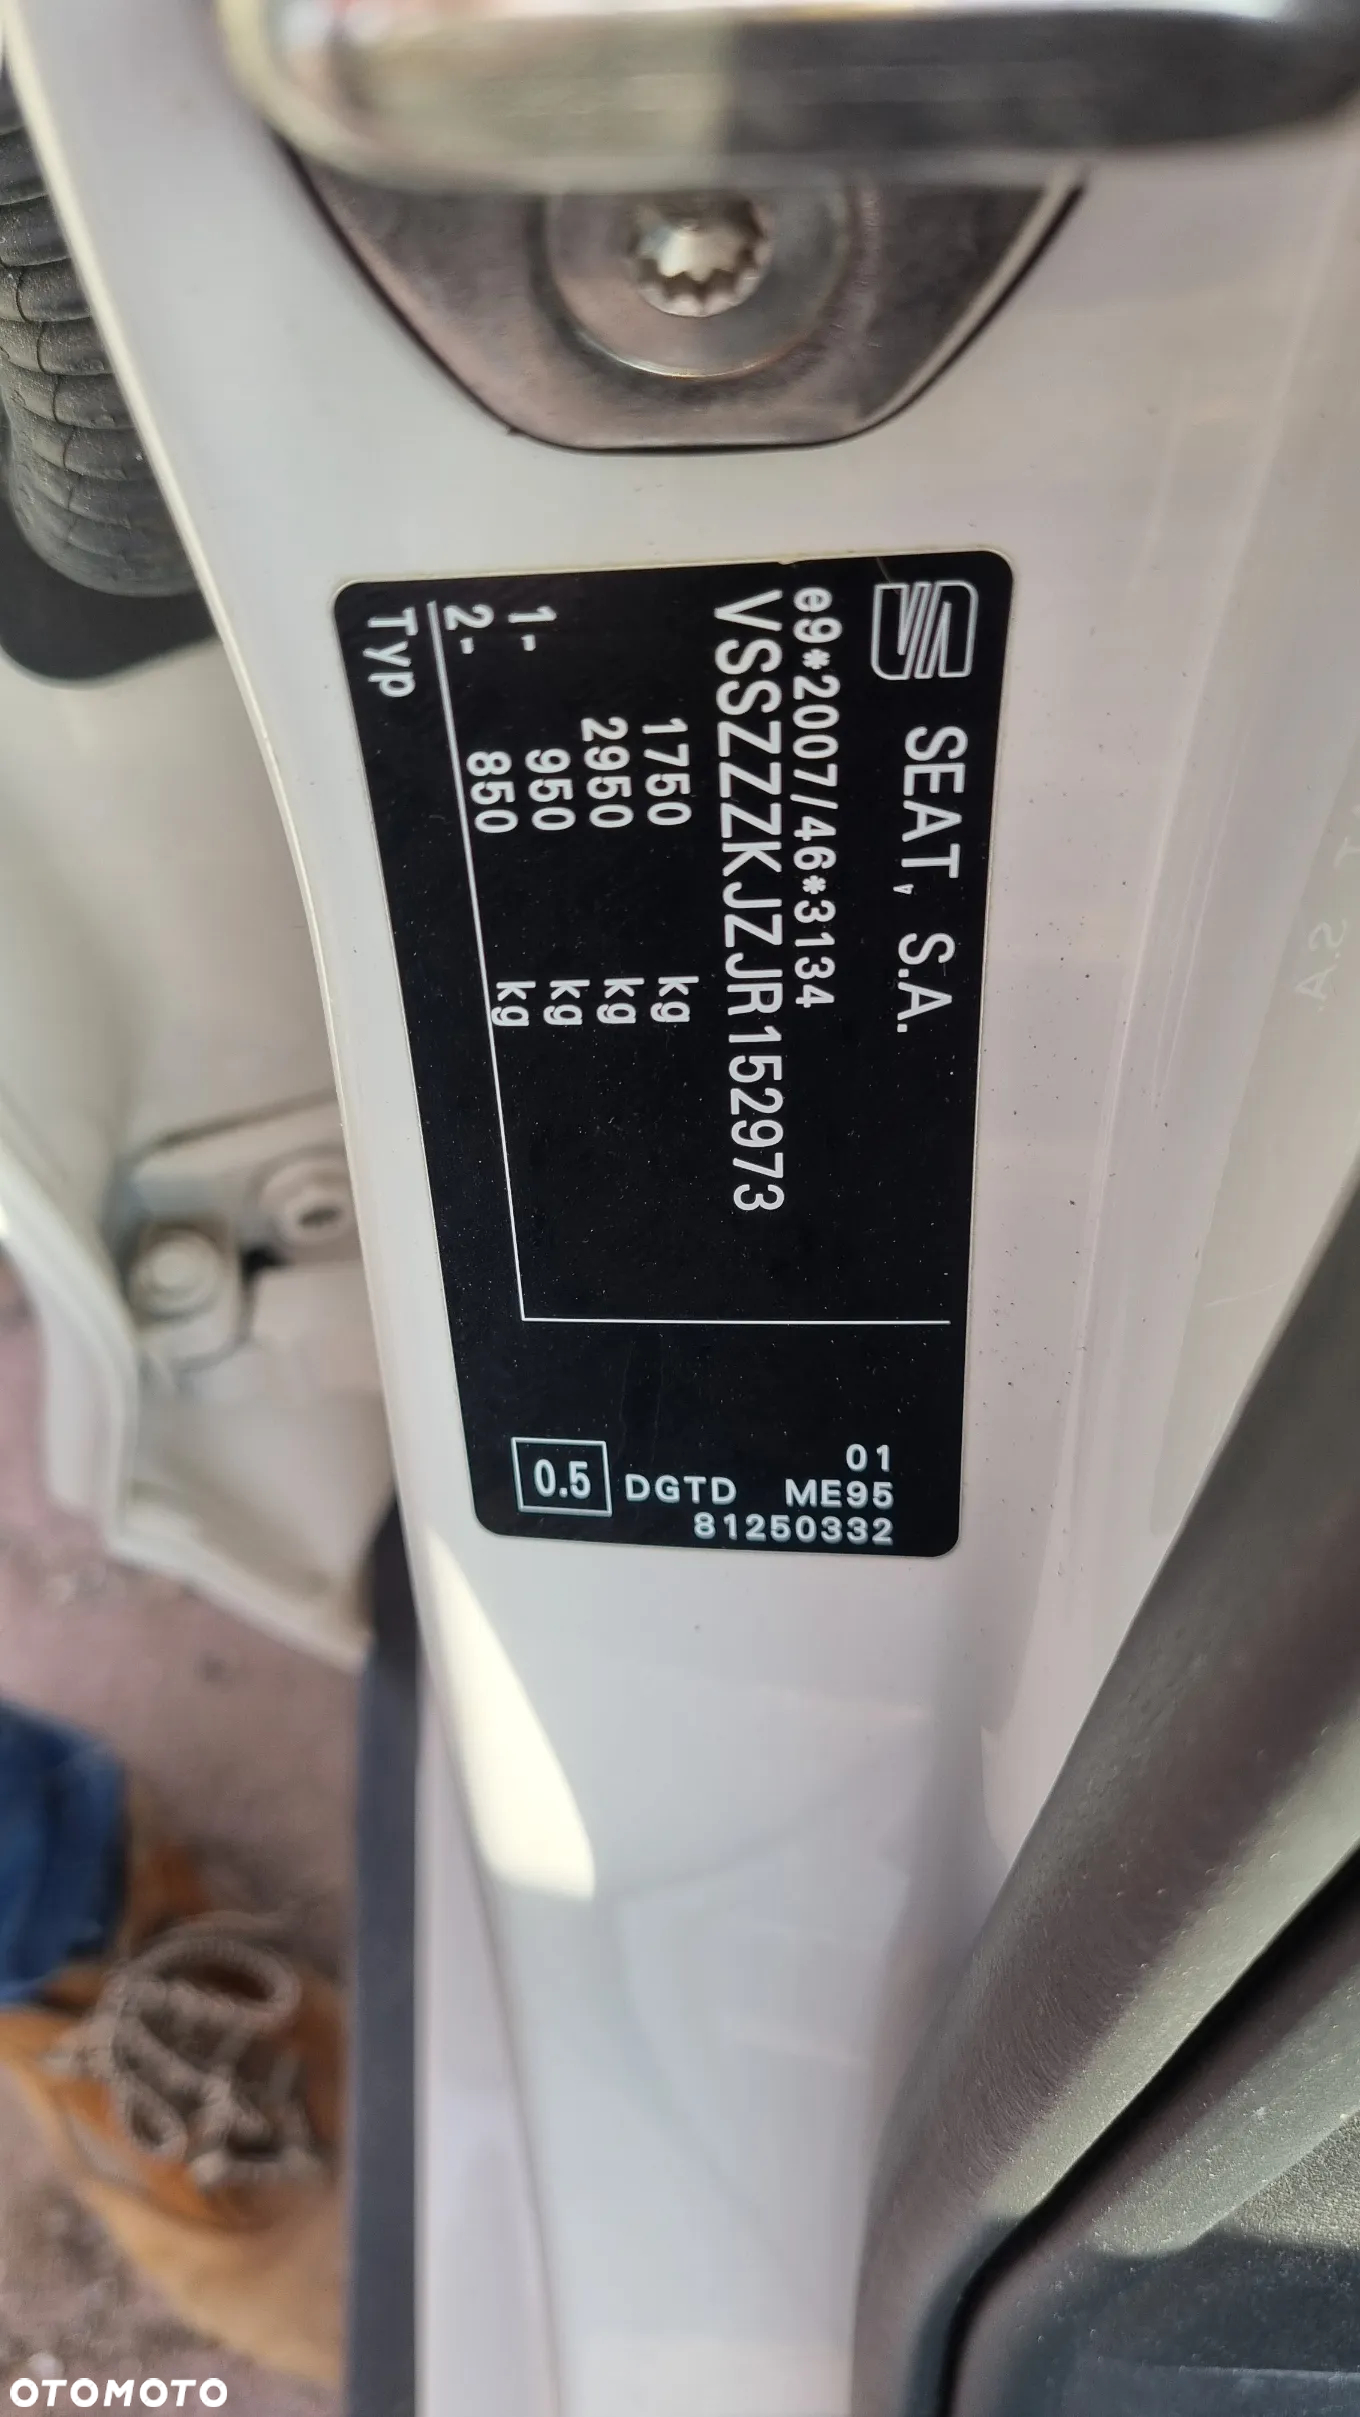 SEAT, S.A.
e9*2007/46*3134
VSSZZZKJZJR152973
1750 kg
2950 kg
1- 950 kg
2- 850 kg
Typ
01
DGTD ME95
81250332
0.5
OTOMOTO